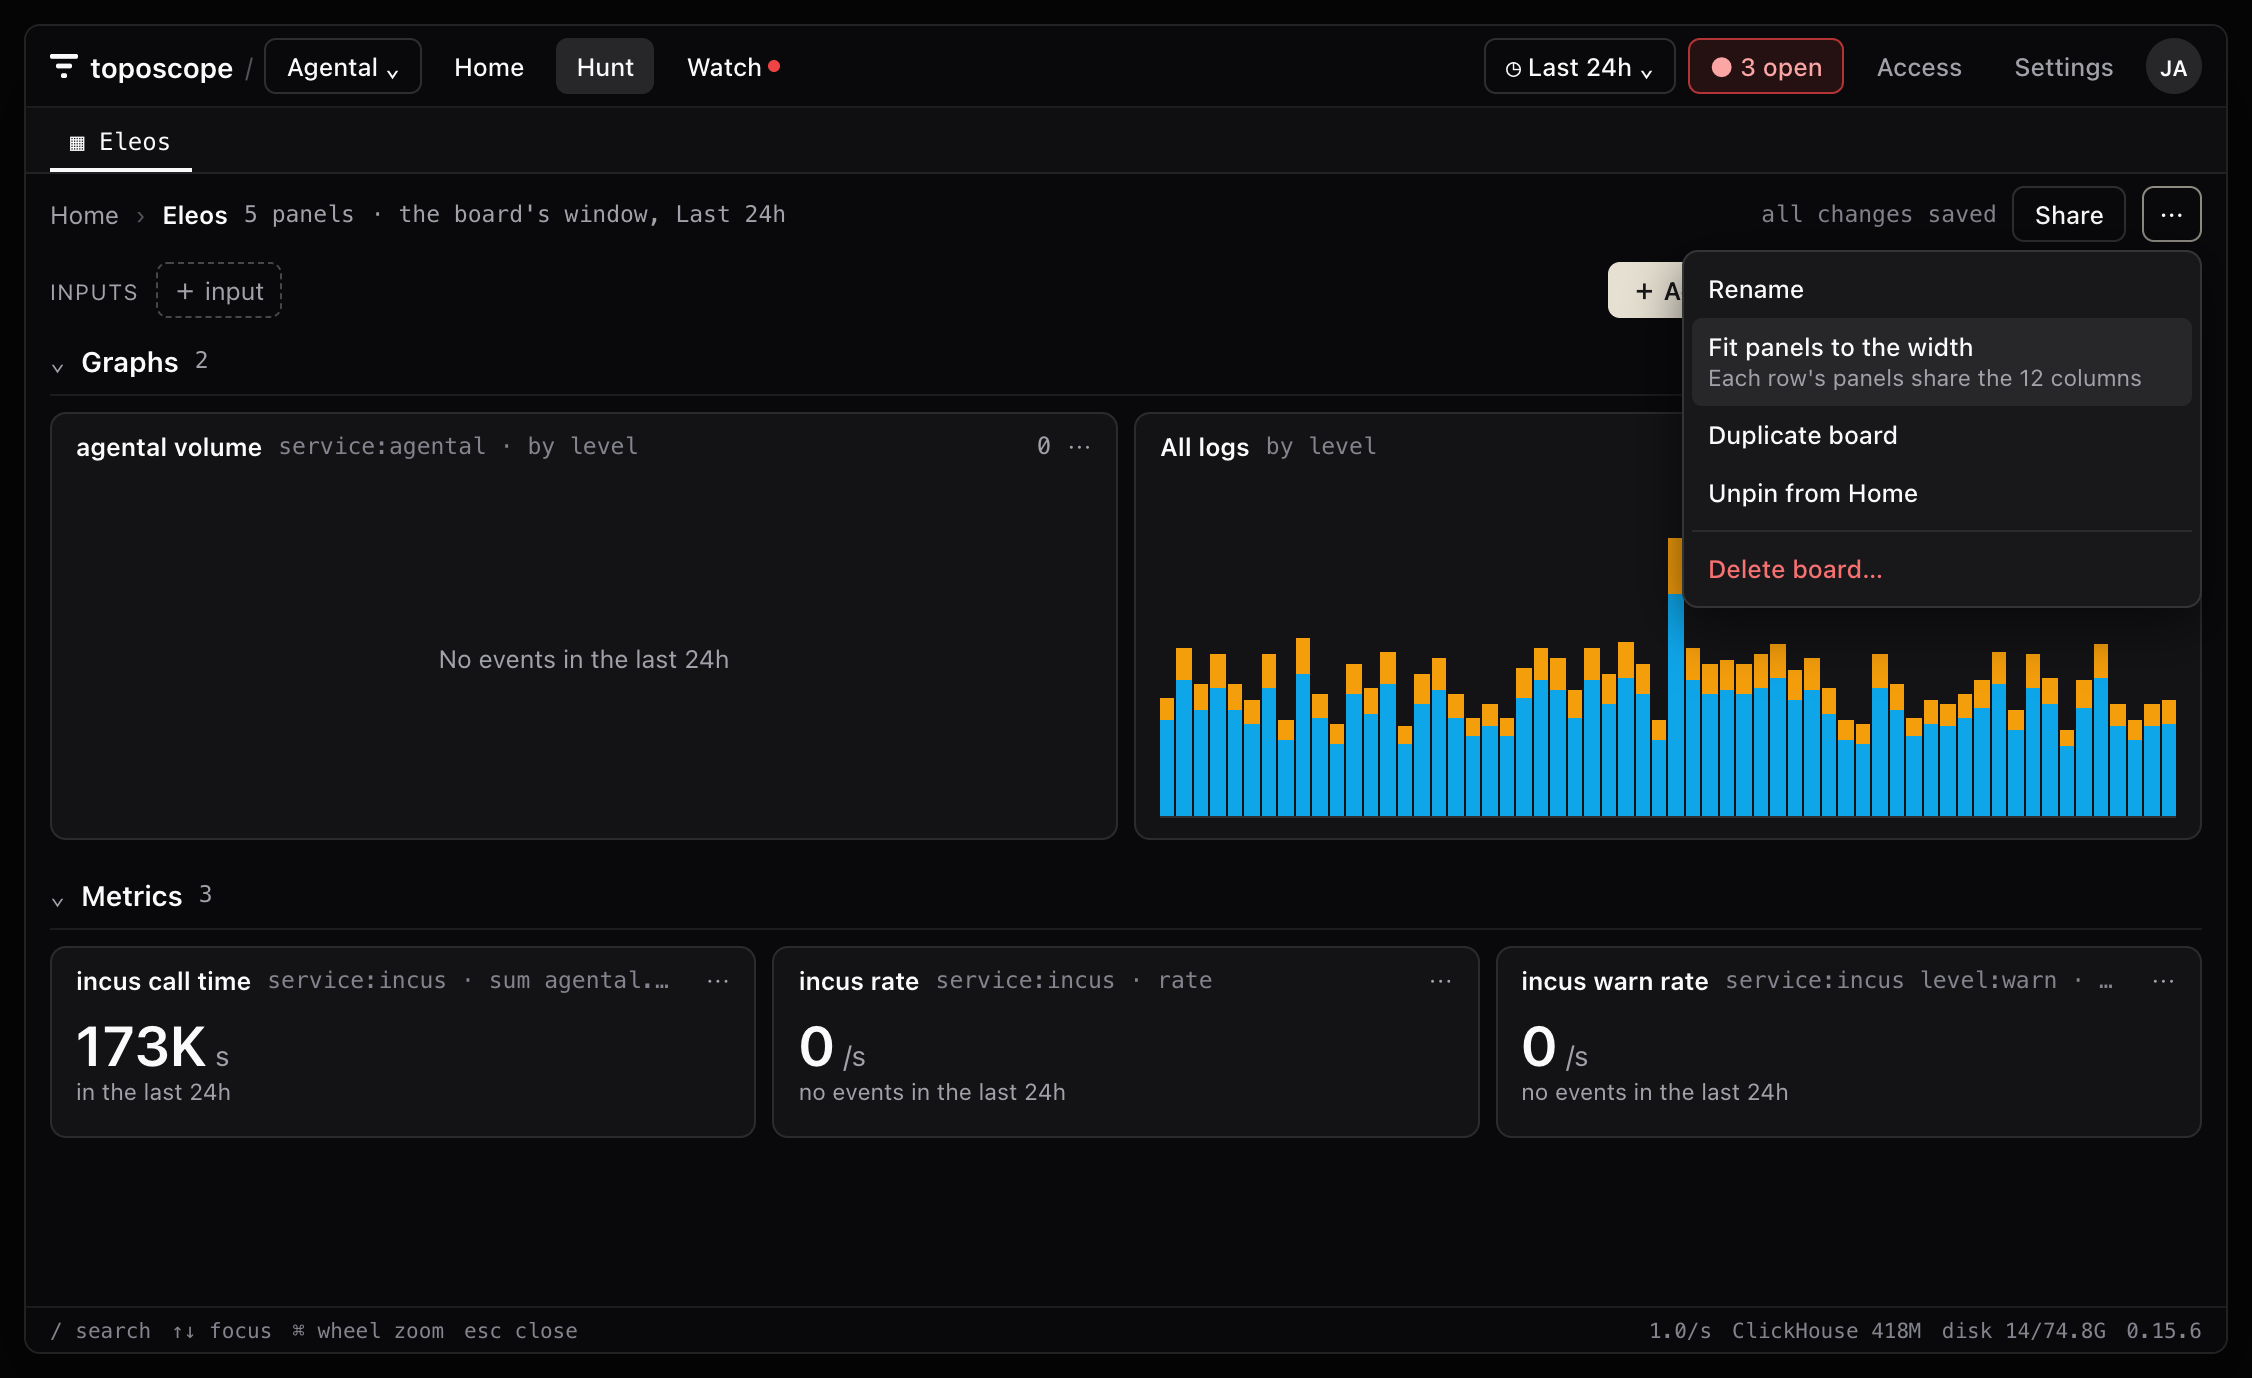 toposcope / Agental Home Hunt Watch Last 24h 3 open Access Settings JA
Eleos
Home › Eleos 5 panels · the board's window, Last 24h all changes saved Share ...
INPUTS + input + A
Rename
Fit panels to the width
Each row's panels share the 12 columns
Duplicate board
Unpin from Home
Delete board...
Graphs 2
agental volume service:agental · by level 0 ...
No events in the last 24h
All logs by level
Metrics 3
incus call time service:incus · sum agental.… ...
173K s
in the last 24h
incus rate service:incus · rate ...
0 /s
no events in the last 24h
incus warn rate service:incus level:warn · … ...
0 /s
no events in the last 24h
/ search ↑↓ focus ⌘ wheel zoom esc close 1.0/s ClickHouse 418M disk 14/74.8G 0.15.6